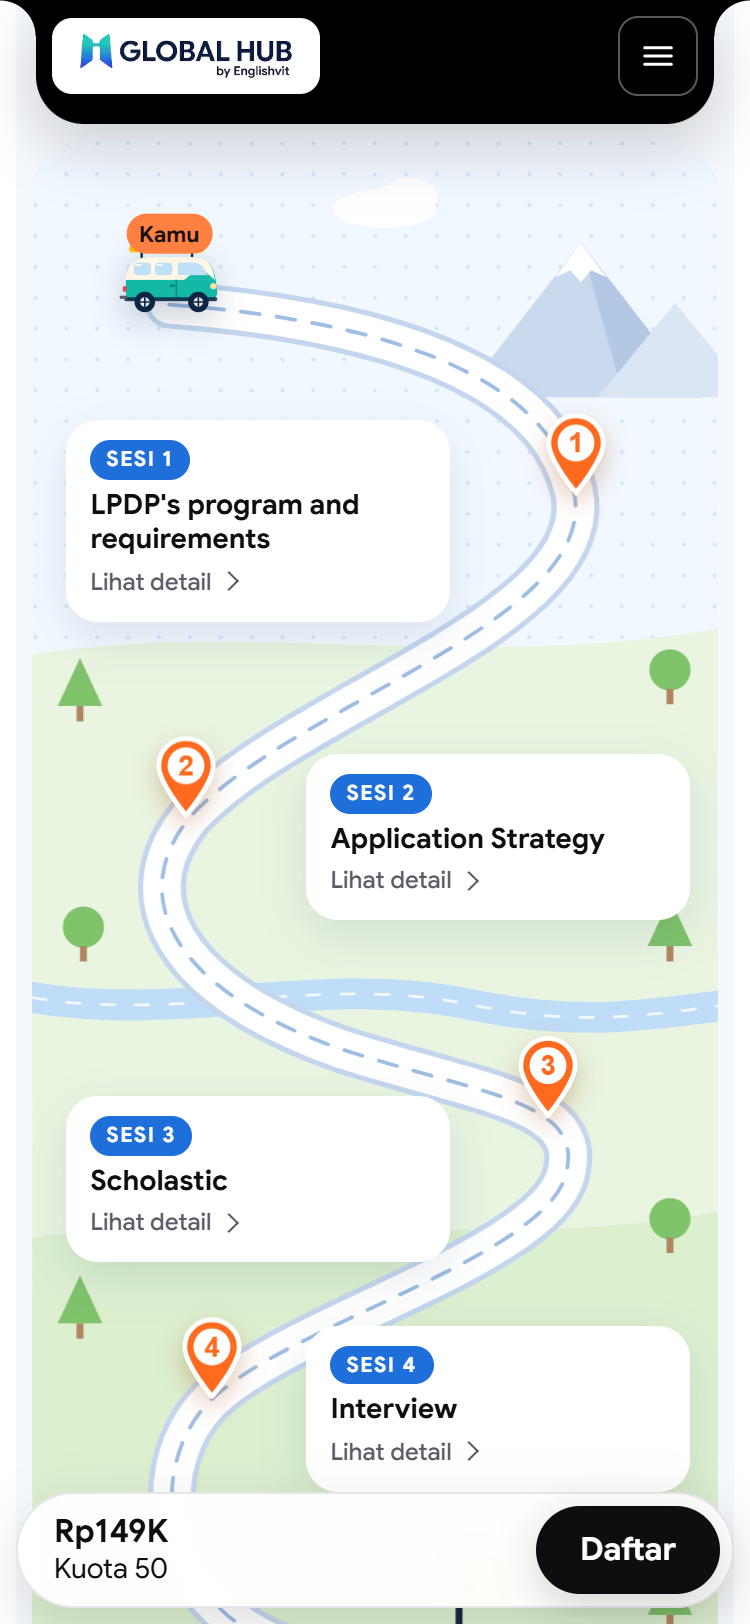 GLOBAL HUB
by Englishvit
Kamu
1
SESI 1
LPDP's program and
requirements
Lihat detail
2
SESI 2
Application Strategy
Lihat detail
3
SESI 3
Scholastic
Lihat detail
4
SESI 4
Interview
Lihat detail
Rp149K
Kuota 50
Daftar